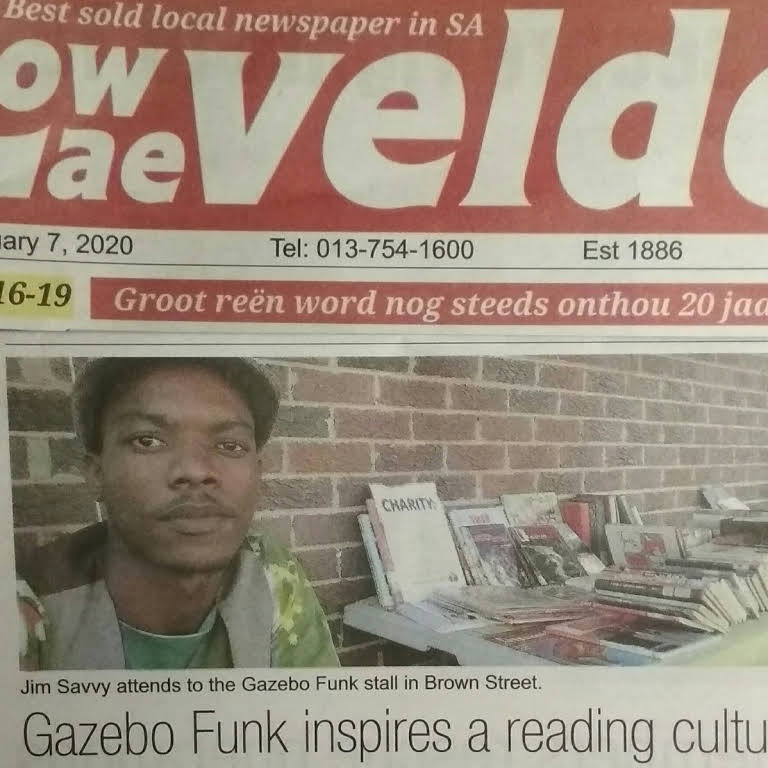 Best sold local newspaper in SA
ow
ae veld
ary 7, 2020 Tel: 013-754-1600 Est 1886
16-19 Groot reën word nog steeds onthou 20 jaa
CHARITY
Jim Savvy attends to the Gazebo Funk stall in Brown Street.
Gazebo Funk inspires a reading cultu